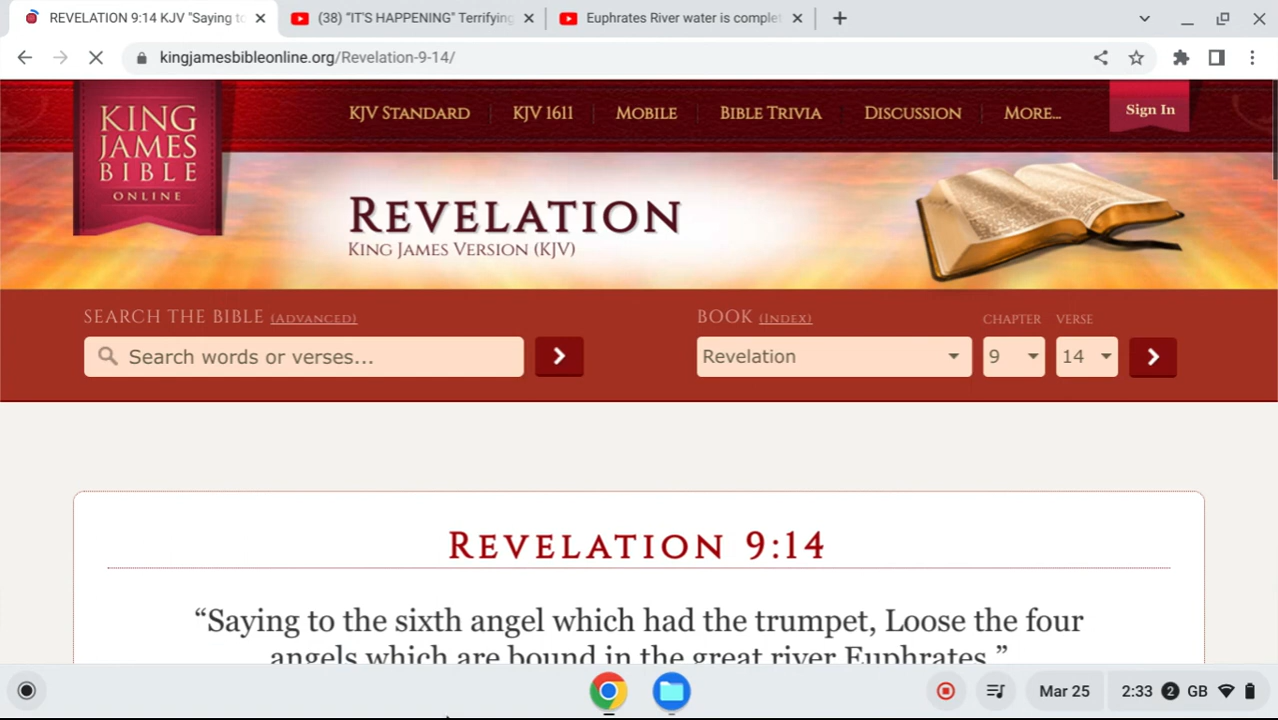 REVELATION 9:14 KJV "Saying to
(38) "IT'S HAPPENING" Terrifying
Euphrates River water is comple
kingjamesbibleonline.org/Revelation-9-14/
KING
JAMES
BIBLE
ONLINE
KJV STANDARD
KJV 1611
MOBILE
BIBLE TRIVIA
DISCUSSION
MORE...
Sign In
REVELATION
KING JAMES VERSION (KJV)
SEARCH THE BIBLE (ADVANCED)
BOOK (INDEX)
CHAPTER
VERSE
Search words or verses...
Revelation
9
14
REVELATION 9:14
“Saying to the sixth angel which had the trumpet, Loose the four
angels which are bound in the great river Euphrates.”
Mar 25
2:33
2
GB